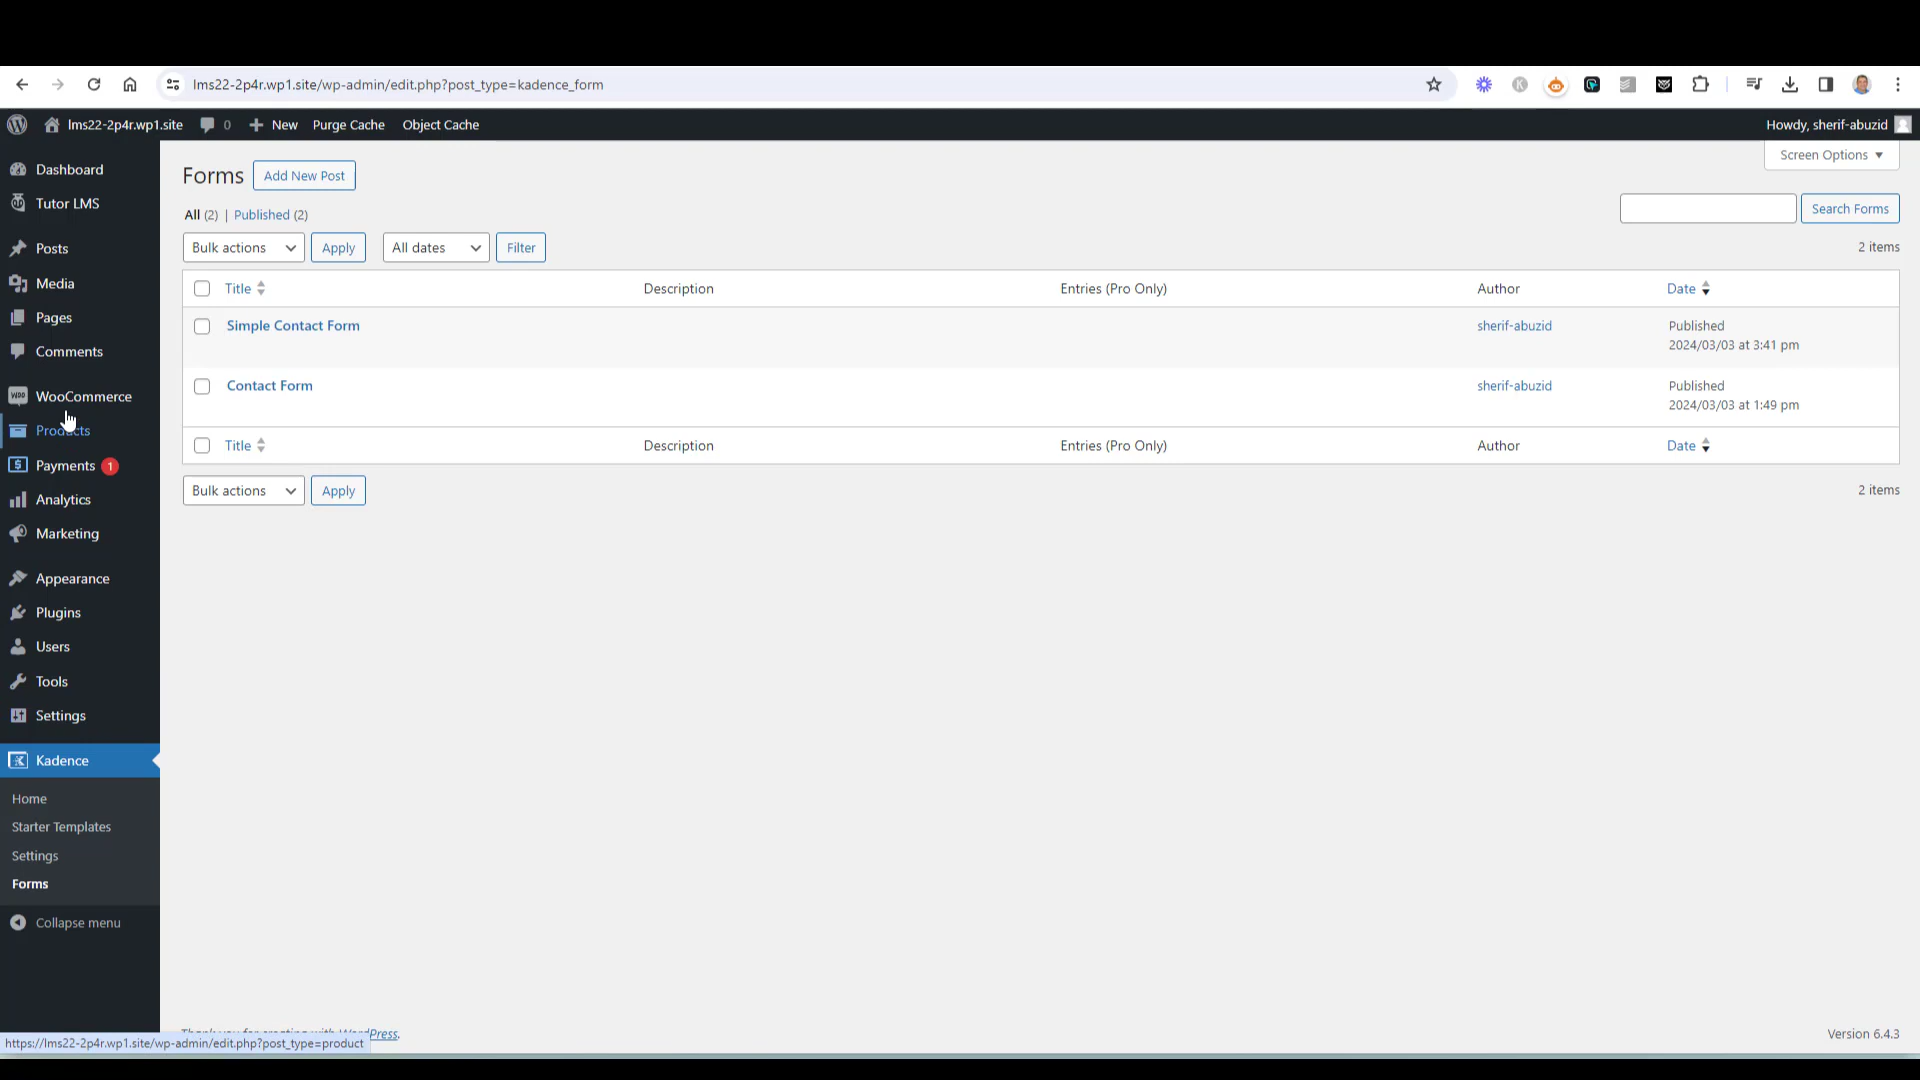 lms22-2p4r.wp1.site/wp-admin/edit.php?post_type=kadence_form
lms22-2p4r.wp1.site 0 New Purge Cache Object Cache Howdy, sherif-abuzid
Dashboard
Tutor LMS
Posts
Media
Pages
Comments
WooCommerce
Products
Payments 1
Analytics
Marketing
Appearance
Plugins
Users
Tools
Settings
Kadence
Home
Starter Templates
Settings
Forms
Collapse menu
Screen Options
Forms Add New Post
All (2) | Published (2)
Search Forms
Bulk actions Apply All dates Filter 2 items
Title Description Entries (Pro Only) Author Date
Simple Contact Form sherif-abuzid Published
2024/03/03 at 3:41 pm
Contact Form sherif-abuzid Published
2024/03/03 at 1:49 pm
Title Description Entries (Pro Only) Author Date
Bulk actions Apply 2 items
Thank you for creating with WordPress. Version 6.4.3
https://lms22-2p4r.wp1.site/wp-admin/edit.php?post_type=product